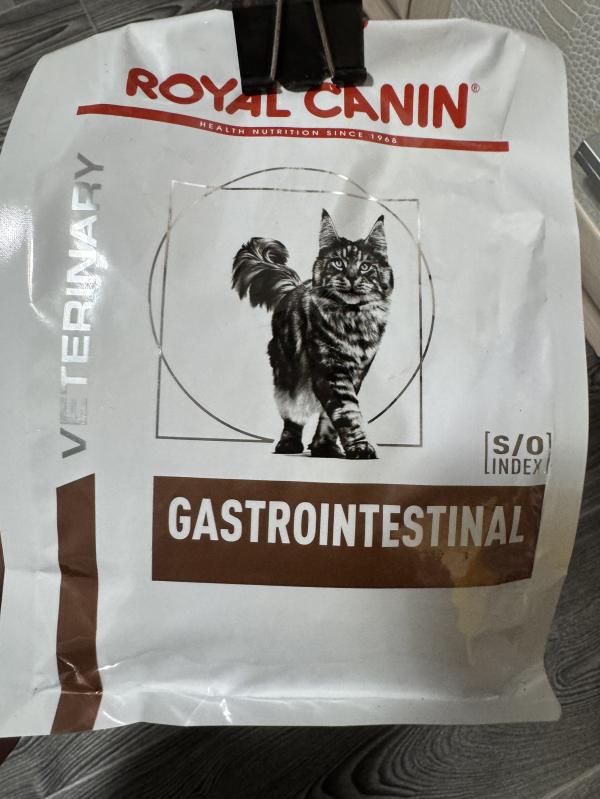 ROYAL CANIN®
HEALTH NUTRITION SINCE 1968
VETERINARY
[S/O]
INDEX
GASTROINTESTINAL